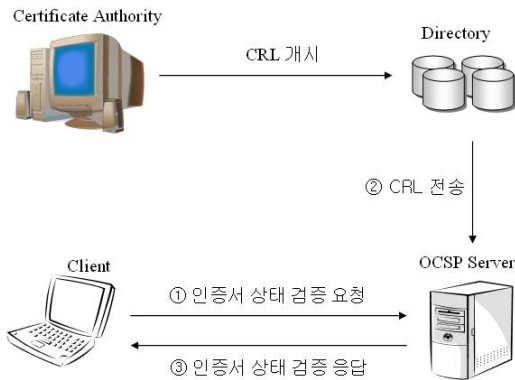 Certificate Authority
Directory
CRL 개시
② CRL 전송
Client
OCSP Server
① 인증서 상태 검증 요청
③ 인증서 상태 검증 응답